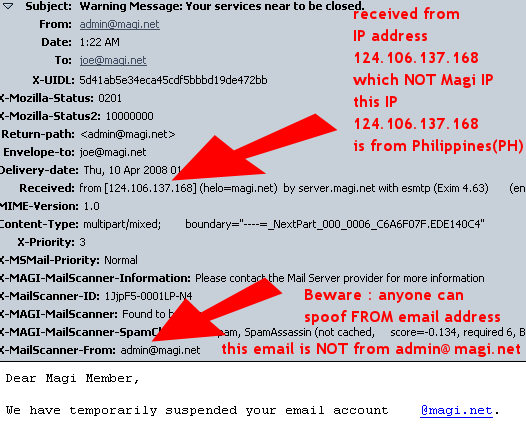 Subject: Warning Message: Your services near to be closed.
From: admin@magi.net
Date: 1:22 AM
To: joe@magi.net
X-UIDL: 5d41ab5e34eca45cdf5bbbd19de472bb
X-Mozilla-Status: 0201
X-Mozilla-Status2: 10000000
Return-path: <admin@magi.net>
Envelope-to: joe@magi.net
Delivery-date: Thu, 10 Apr 2008 01
Received: from [124.106.137.168] (helo=magi.net) by server.magi.net with esmtp (Exim 4.63) (en
MIME-Version: 1.0
Content-Type: multipart/mixed; boundary="----=_NextPart_000_0006_C6A6F07F.EDE140C4"
X-Priority: 3
X-MSMail-Priority: Normal
X-MAGI-MailScanner-Information: Please contact the Mail Server provider for more information
X-MailScanner-ID: 1JjpF5-0001LP-N4
X-MAGI-MailScanner: Found to b
X-MAGI-MailScanner-SpamC spam, SpamAssassin (not cached, score=-0.134, required 6, B
X-MailScanner-From: admin@magi.net
received from
IP address
124.106.137.168
which NOT Magi IP
this IP
124.106.137.168
is from Philippines(PH)
Beware : anyone can
spoof FROM email address
this email is NOT from admin@magi.net
Dear Magi Member,
We have temporarily suspended your email account @magi.net.